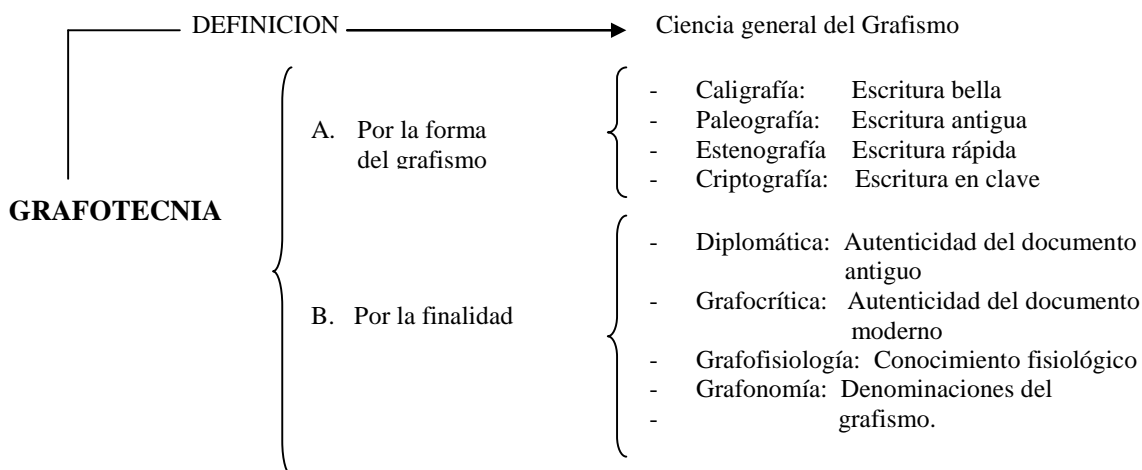 DEFINICION Ciencia general del Grafismo
A. Por la forma
del grafismo
- Caligrafía: Escritura bella
- Paleografía: Escritura antigua
- Estenografía Escritura rápida
- Criptografía: Escritura en clave
GRAFOTECNIA
B. Por la finalidad
- Diplomática: Autenticidad del documento
antiguo
- Grafocrítica: Autenticidad del documento
moderno
- Grafofisiología: Conocimiento fisiológico
- Grafonomía: Denominaciones del
- grafismo.